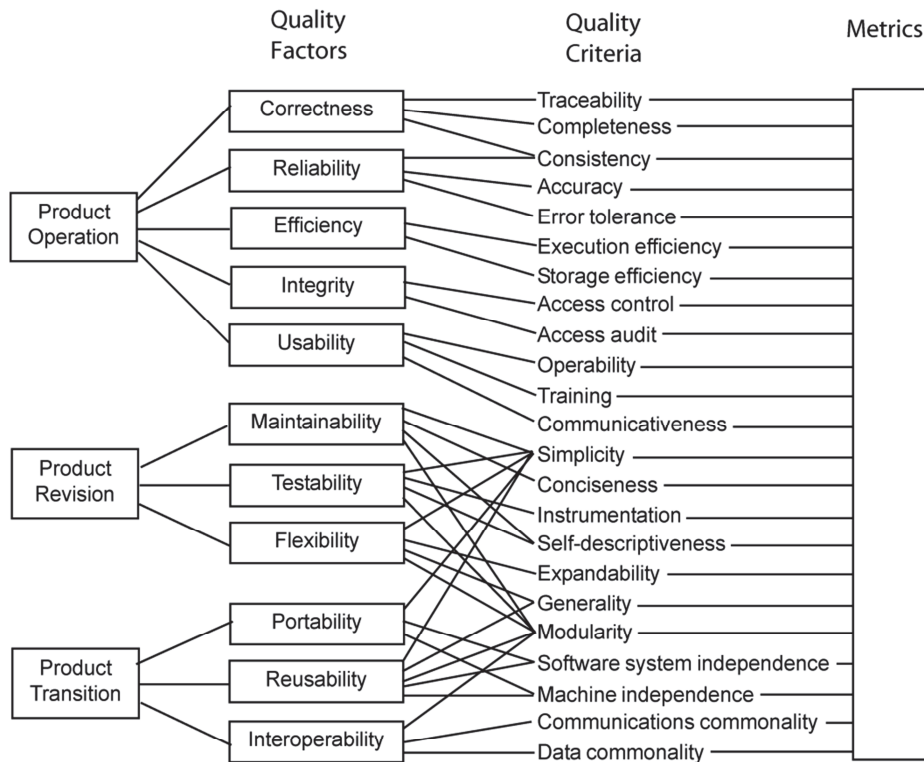 Quality
Factors
Quality
Criteria
Metrics
Product
Operation
Correctness
Reliability
Efficiency
Integrity
Usability
Product
Revision
Maintainability
Testability
Flexibility
Product
Transition
Portability
Reusability
Interoperability
Traceability
Completeness
Consistency
Accuracy
Error tolerance
Execution efficiency
Storage efficiency
Access control
Access audit
Operability
Training
Communicativeness
Simplicity
Conciseness
Instrumentation
Self-descriptiveness
Expandability
Generality
Modularity
Software system independence
Machine independence
Communications commonality
Data commonality